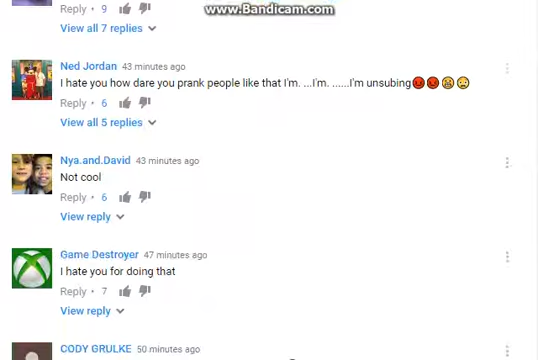 www.Bandicam.com
Reply • 9
View all 7 replies
Ned Jordan 43 minutes ago
I hate you how dare you prank people like that I'm. ...I'm. ......I'm unsubing😡😡😫😟
Reply • 6
View all 5 replies
Nya.and.David 43 minutes ago
Not cool
Reply • 6
View reply
Game Destroyer 47 minutes ago
I hate you for doing that
Reply • 7
View reply
CØDY GRULKE 50 minutes ago